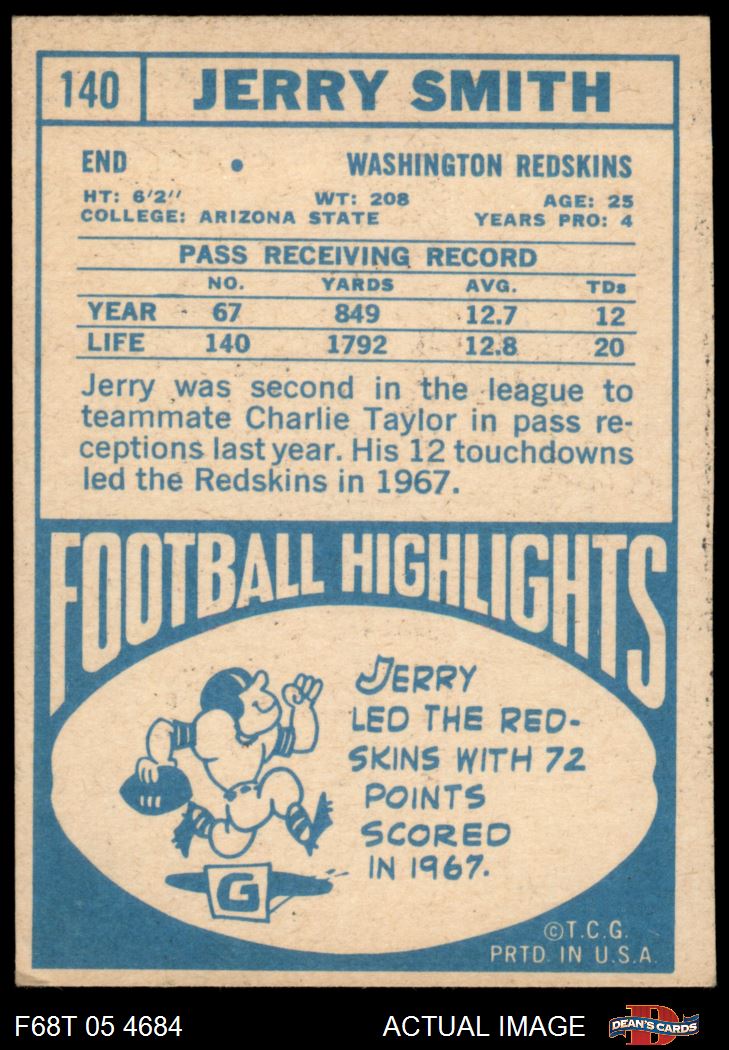 140 JERRY SMITH
END • WASHINGTON REDSKINS
HT: 6'2'' WT: 208 AGE: 25
COLLEGE: ARIZONA STATE YEARS PRO: 4
PASS RECEIVING RECORD
NO. YARDS AVG. TDs
YEAR 67 849 12.7 12
LIFE 140 1792 12.8 20
Jerry was second in the league to
teammate Charlie Taylor in pass re-
ceptions last year. His 12 touchdowns
led the Redskins in 1967.
FOOTBALL HIGHLIGHTS
JERRY
LED THE RED-
SKINS WITH 72
POINTS
SCORED
IN 1967.
G
©T.C.G.
PRTD. IN U.S.A.
F68T 05 4684 ACTUAL IMAGE D DEAN'S CARDS